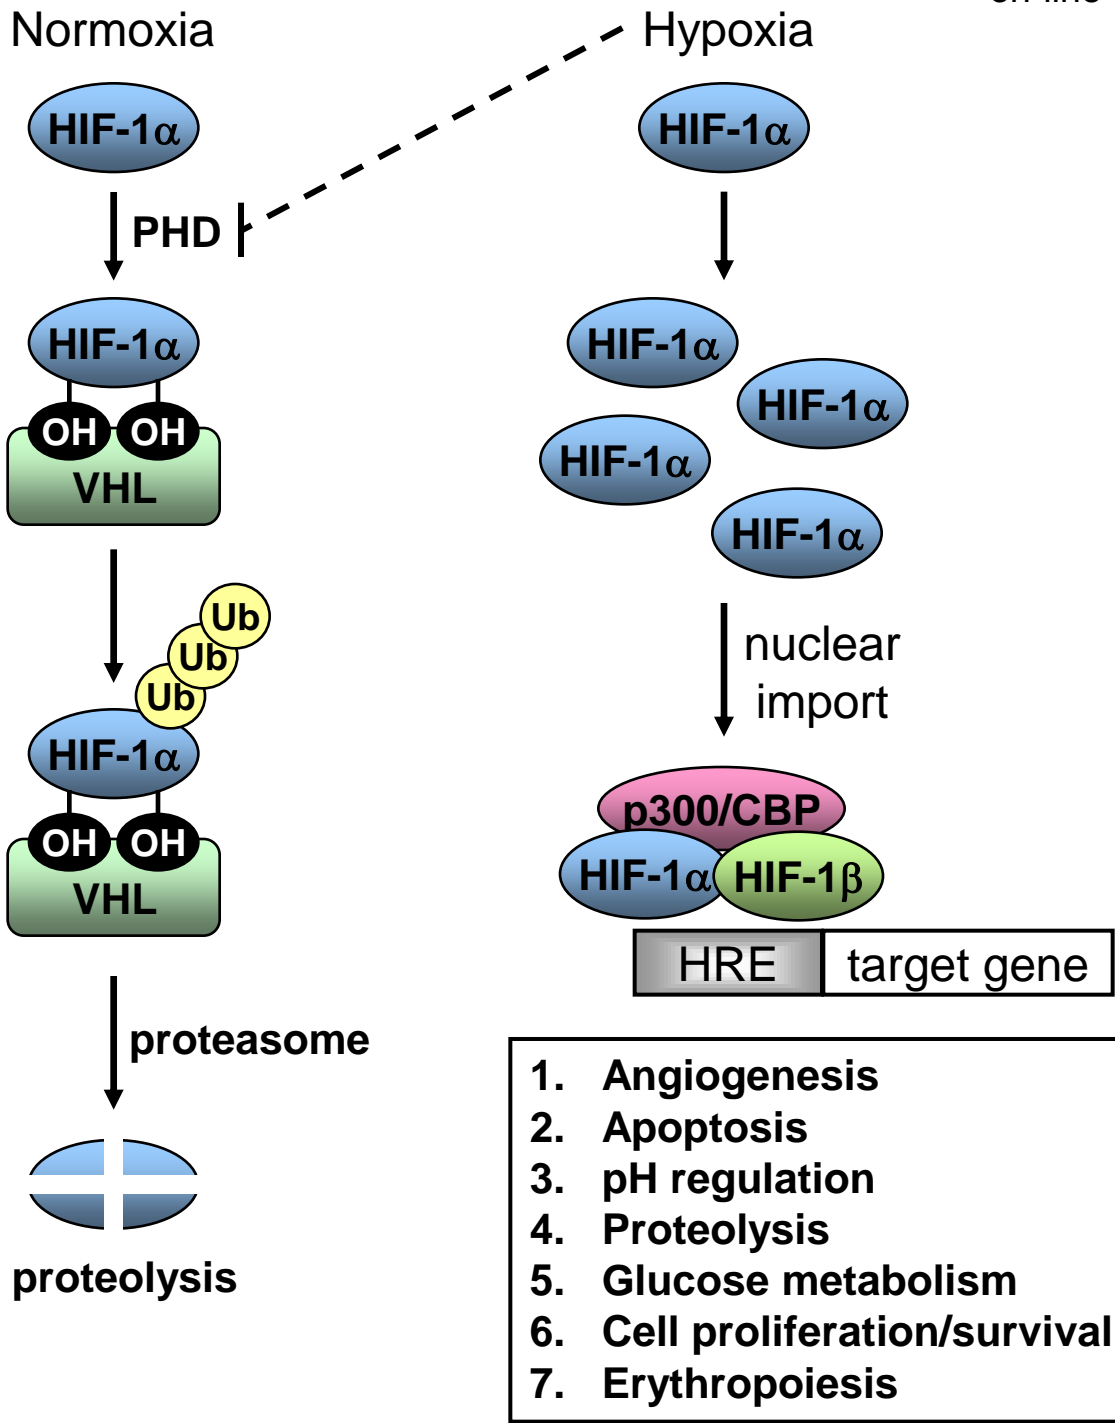 on-line
Normoxia
HIF-1α
PHD
HIF-1α
OH OH
VHL
Ub
Ub
Ub
HIF-1α
OH OH
VHL
proteasome
proteolysis
Hypoxia
HIF-1α
HIF-1α
HIF-1α
HIF-1α
HIF-1α
nuclear
import
p300/CBP
HIF-1α HIF-1β
HRE target gene
1. Angiogenesis
2. Apoptosis
3. pH regulation
4. Proteolysis
5. Glucose metabolism
6. Cell proliferation/survival
7. Erythropoiesis